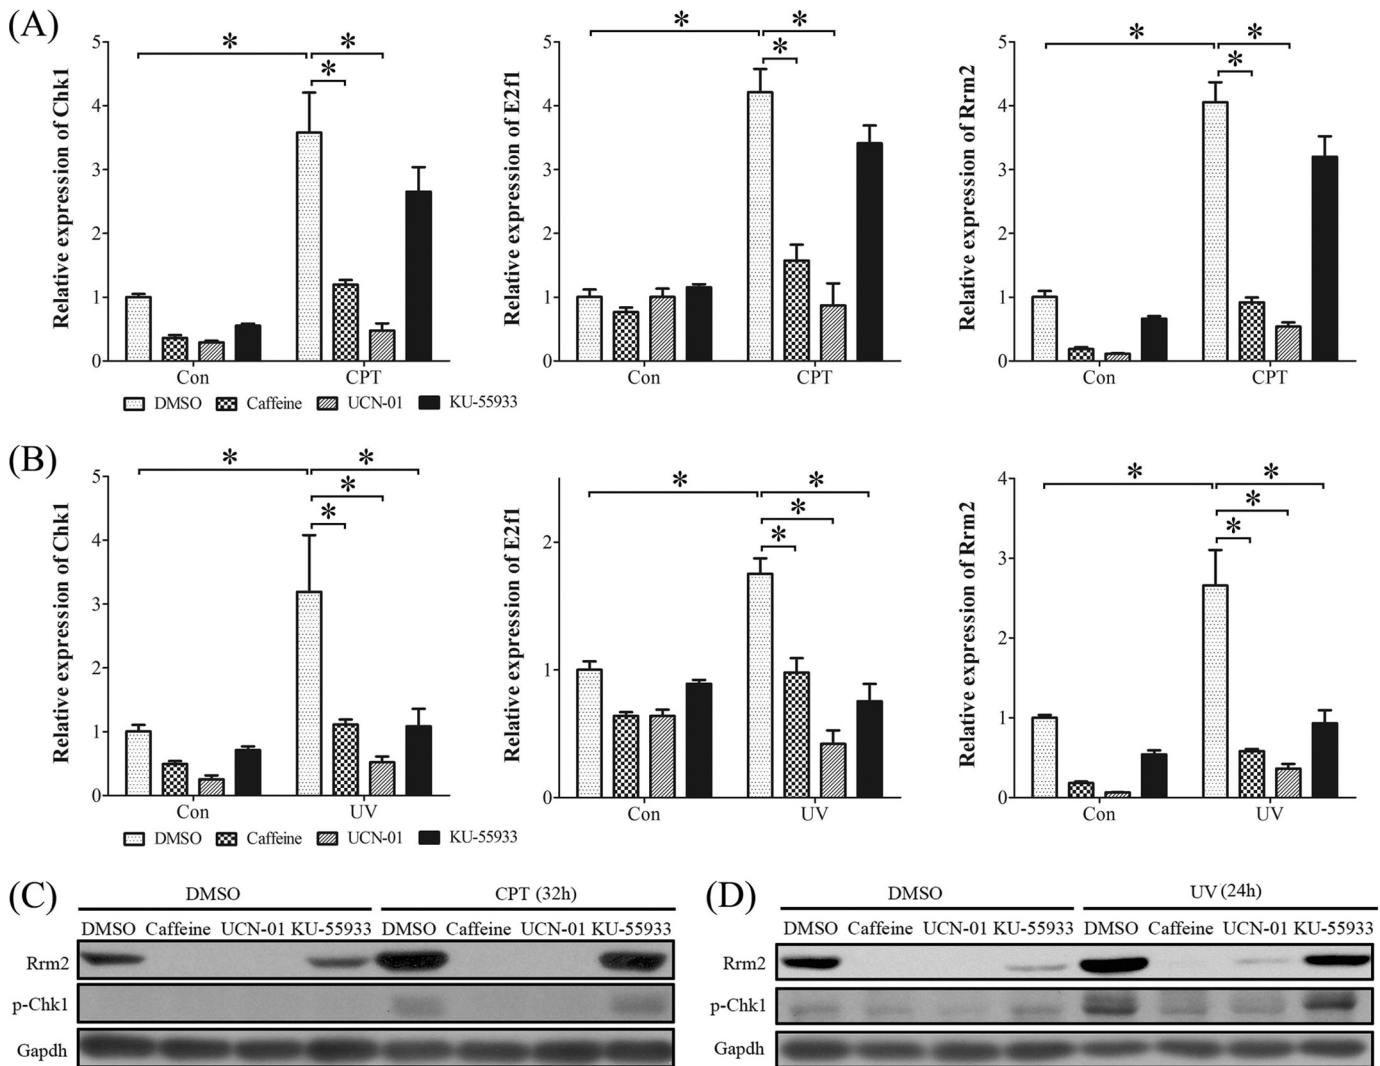 (A)
Relative expression of Chk1
5
4
3
2
1
0
*
*
*
Con
CPT
Relative expression of E2f1
5
4
3
2
1
0
*
*
*
Con
CPT
Relative expression of Rrm2
5
4
3
2
1
0
*
*
*
Con
CPT
DMSO Caffeine UCN-01 KU-55933
(B)
Relative expression of Chk1
5
4
3
2
1
0
*
*
*
*
Con
UV
Relative expression of E2f1
2
1
0
*
*
*
*
Con
UV
Relative expression of Rrm2
4
3
2
1
0
*
*
*
*
Con
UV
DMSO Caffeine UCN-01 KU-55933
(C)
DMSO CPT (32h)
DMSO Caffeine UCN-01 KU-55933 DMSO Caffeine UCN-01 KU-55933
Rrm2
p-Chk1
Gapdh
(D)
DMSO UV (24h)
DMSO Caffeine UCN-01 KU-55933 DMSO Caffeine UCN-01 KU-55933
Rrm2
p-Chk1
Gapdh